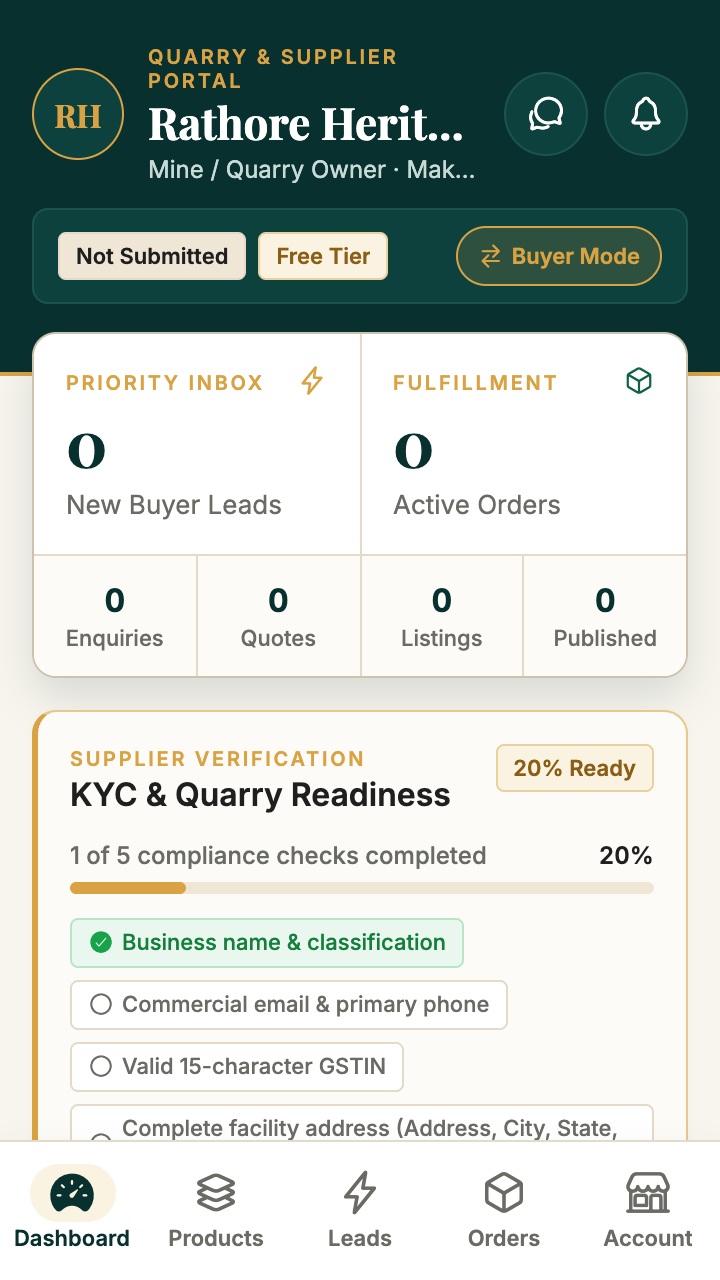 QUARRY & SUPPLIER
PORTAL
RH
Rathore Herit...
Mine / Quarry Owner · Mak...
Not Submitted
Free Tier
Buyer Mode
PRIORITY INBOX
FULFILLMENT
0
0
New Buyer Leads
Active Orders
0
0
0
0
Enquiries
Quotes
Listings
Published
SUPPLIER VERIFICATION
20% Ready
KYC & Quarry Readiness
1 of 5 compliance checks completed
20%
Business name & classification
Commercial email & primary phone
Valid 15-character GSTIN
Complete facility address (Address, City, State,
Dashboard
Products
Leads
Orders
Account